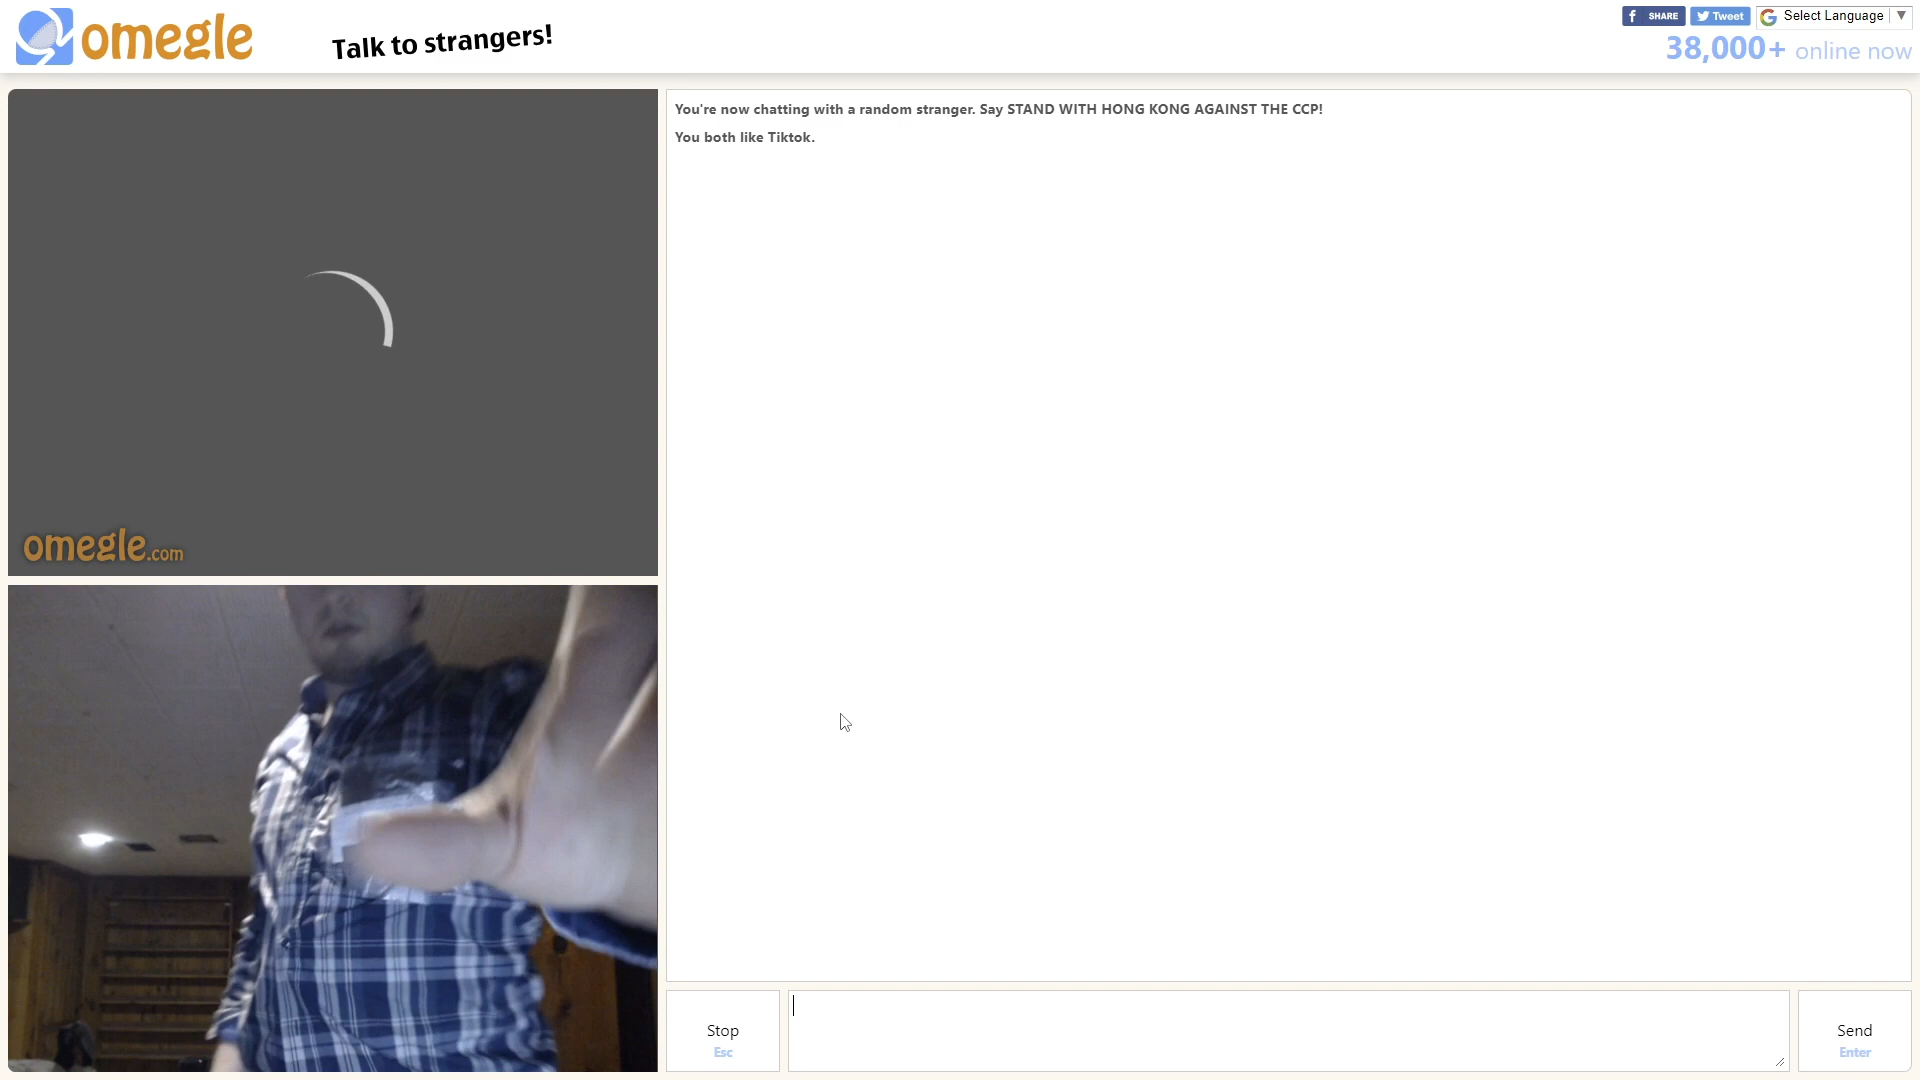 omegle
Talk to strangers!
SHARE
Tweet
Select Language ▼
38,000+ online now
You're now chatting with a random stranger. Say STAND WITH HONG KONG AGAINST THE CCP!
You both like Tiktok.
omegle.com
Stop
Esc
Send
Enter